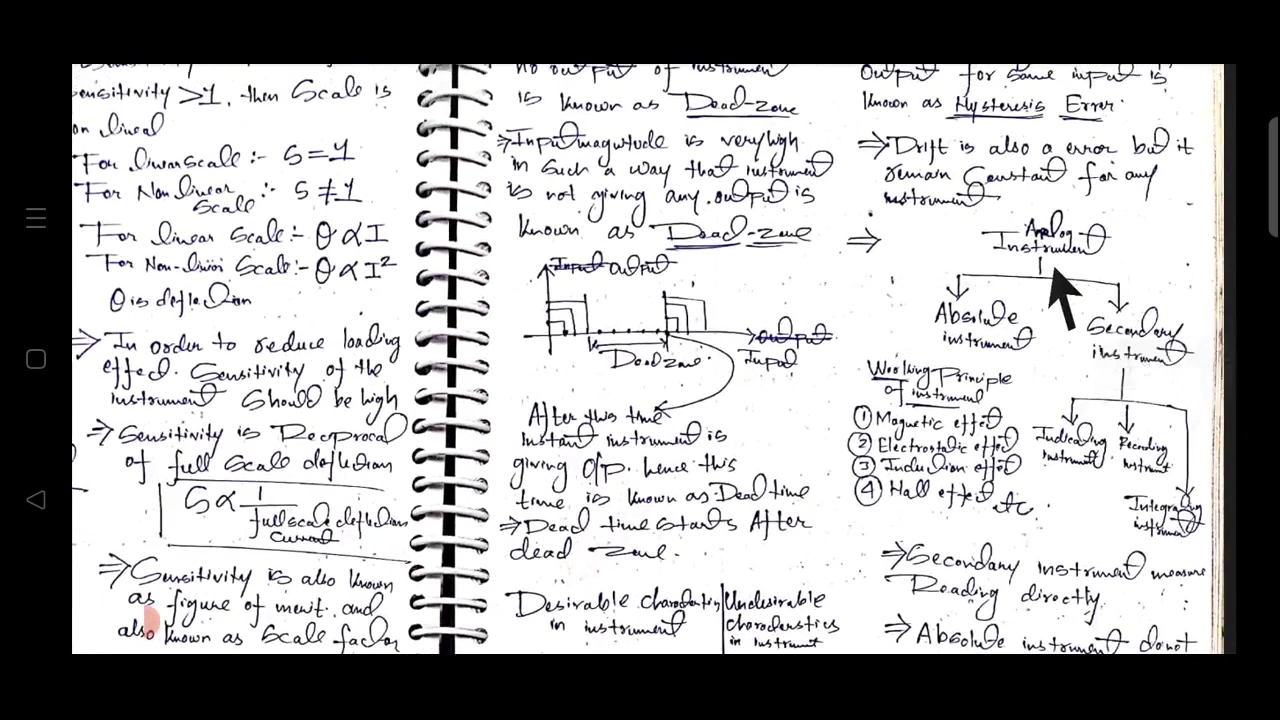 Sensitivity >1, then Scale is
on lineal
For linear scale :- S=1
For Non linear Scale :- S ≠ 1
For linear Scale :- θ ∝ I
For Non-linear Scale :- θ ∝ I²
θ is deflection
⇒ In order to reduce loading
effect. Sensitivity of the
instrument Should be high
⇒ Sensitivity is Reciprocal
of full scale deflection
S ∝ 1 / full scale deflection current
⇒ Sensitivity is also known
as figure of merit and
also known as Scale factor
no output of instrument
is known as Dead-zone
⇒ Input magnitude is very high
in such a way that instrument
is not giving any output is
known as Dead-zone
Input Output
Dead zone
Output
Input
After this time
instant instrument is
giving O/P. hence this
time is known as Dead time
⇒ Dead time starts After
dead zone.
Desirable characteristics
in instrument
Undesirable
characteristics
in instrument
Output for same input is
known as Hysteresis Error.
⇒ Drift is also a error but it
remain Constant for any
instrument
⇒ Analog
Instrument
Absolute
instrument
Secondary
instrument
Working Principle
of instrument
① Magnetic effect
② Electrostatic effect
③ Induction effect
④ Hall effect etc
Indicating
instrument
Recording
instrument
Integrating
instrument
⇒ Secondary instrument measure
Reading directly.
⇒ Absolute instrument do not